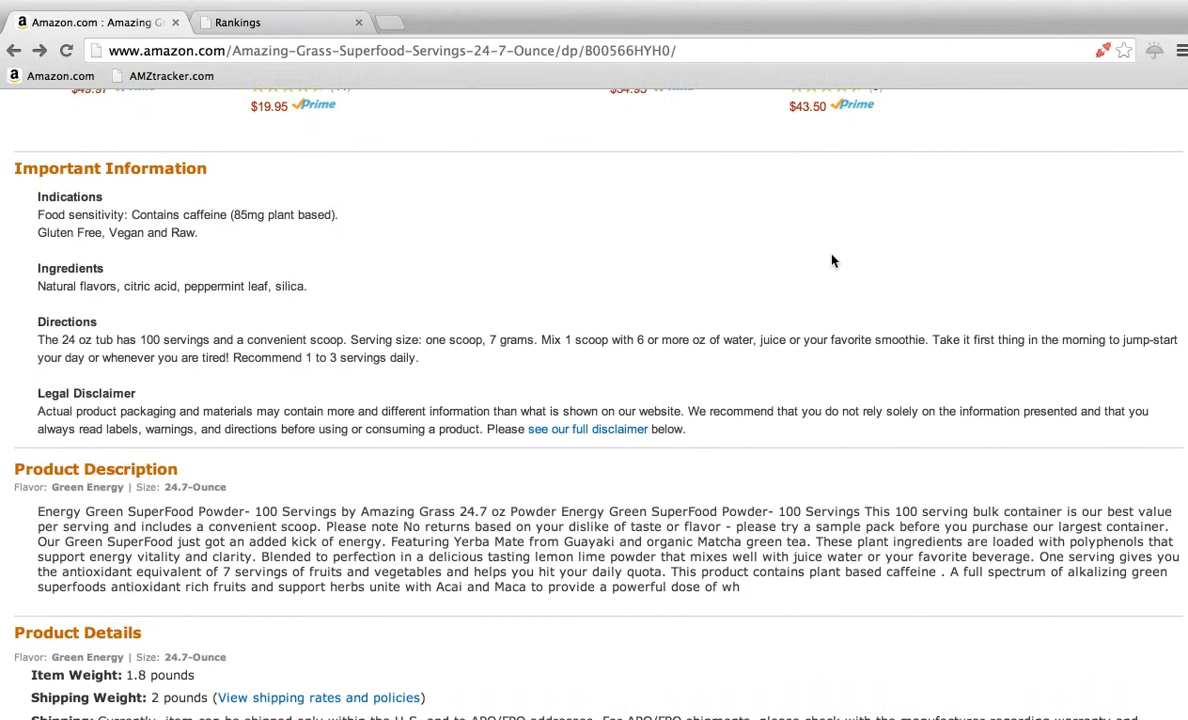 Amazon.com : Amazing G
Rankings
www.amazon.com/Amazing-Grass-Superfood-Servings-24-7-Ounce/dp/B00566HYH0/
Amazon.com AMZtracker.com
$19.95 Prime $43.50 Prime
Important Information
Indications
Food sensitivity: Contains caffeine (85mg plant based).
Gluten Free, Vegan and Raw.
Ingredients
Natural flavors, citric acid, peppermint leaf, silica.
Directions
The 24 oz tub has 100 servings and a convenient scoop. Serving size: one scoop, 7 grams. Mix 1 scoop with 6 or more oz of water, juice or your favorite smoothie. Take it first thing in the morning to jump-start
your day or whenever you are tired! Recommend 1 to 3 servings daily.
Legal Disclaimer
Actual product packaging and materials may contain more and different information than what is shown on our website. We recommend that you do not rely solely on the information presented and that you
always read labels, warnings, and directions before using or consuming a product. Please see our full disclaimer below.
Product Description
Flavor: Green Energy | Size: 24.7-Ounce
Energy Green SuperFood Powder- 100 Servings by Amazing Grass 24.7 oz Powder Energy Green SuperFood Powder- 100 Servings This 100 serving bulk container is our best value
per serving and includes a convenient scoop. Please note No returns based on your dislike of taste or flavor - please try a sample pack before you purchase our largest container.
Our Green SuperFood just got an added kick of energy. Featuring Yerba Mate from Guayaki and organic Matcha green tea. These plant ingredients are loaded with polyphenols that
support energy vitality and clarity. Blended to perfection in a delicious tasting lemon lime powder that mixes well with juice water or your favorite beverage. One serving gives you
the antioxidant equivalent of 7 servings of fruits and vegetables and helps you hit your daily quota. This product contains plant based caffeine . A full spectrum of alkalizing green
superfoods antioxidant rich fruits and support herbs unite with Acai and Maca to provide a powerful dose of wh
Product Details
Flavor: Green Energy | Size: 24.7-Ounce
Item Weight: 1.8 pounds
Shipping Weight: 2 pounds (View shipping rates and policies)
Shipping: Currently, item can be shipped only within the U.S. and to APO/FPO addresses. For APO/FPO shipments, please check with the manufacturer regarding warranty and